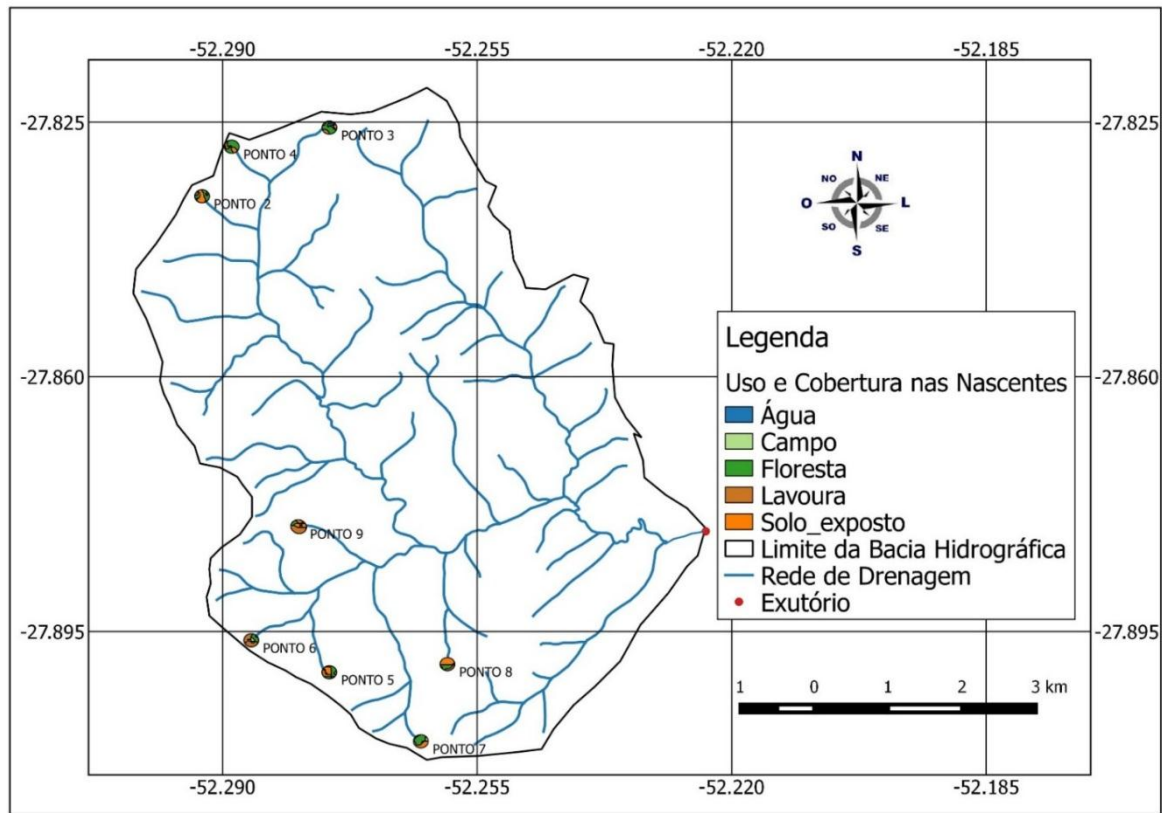 -52.290 -52.255 -52.220 -52.185
-27.825 -27.825
PONTO 3
PONTO 4
PONTO 2
N
NO NE
O L
SO SE
S
Legenda
Uso e Cobertura nas Nascentes
Água
Campo
Floresta
Lavoura
Solo_exposto
Limite da Bacia Hidrográfica
Rede de Drenagem
Exutório
-27.860 -27.860
PONTO 9
-27.895 -27.895
PONTO 6
PONTO 5
PONTO 8
PONTO 7
1 0 1 2 3 km
-52.290 -52.255 -52.220 -52.185